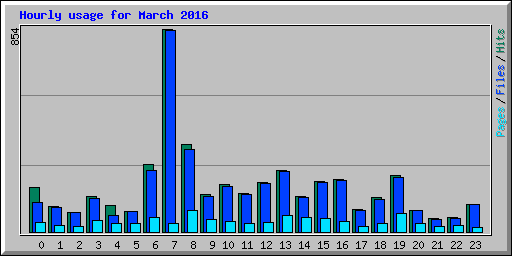 Hourly usage for March 2016
854
Pages/Files/Hits
0 1 2 3 4 5 6 7 8 9 10 11 12 13 14 15 16 17 18 19 20 21 22 23